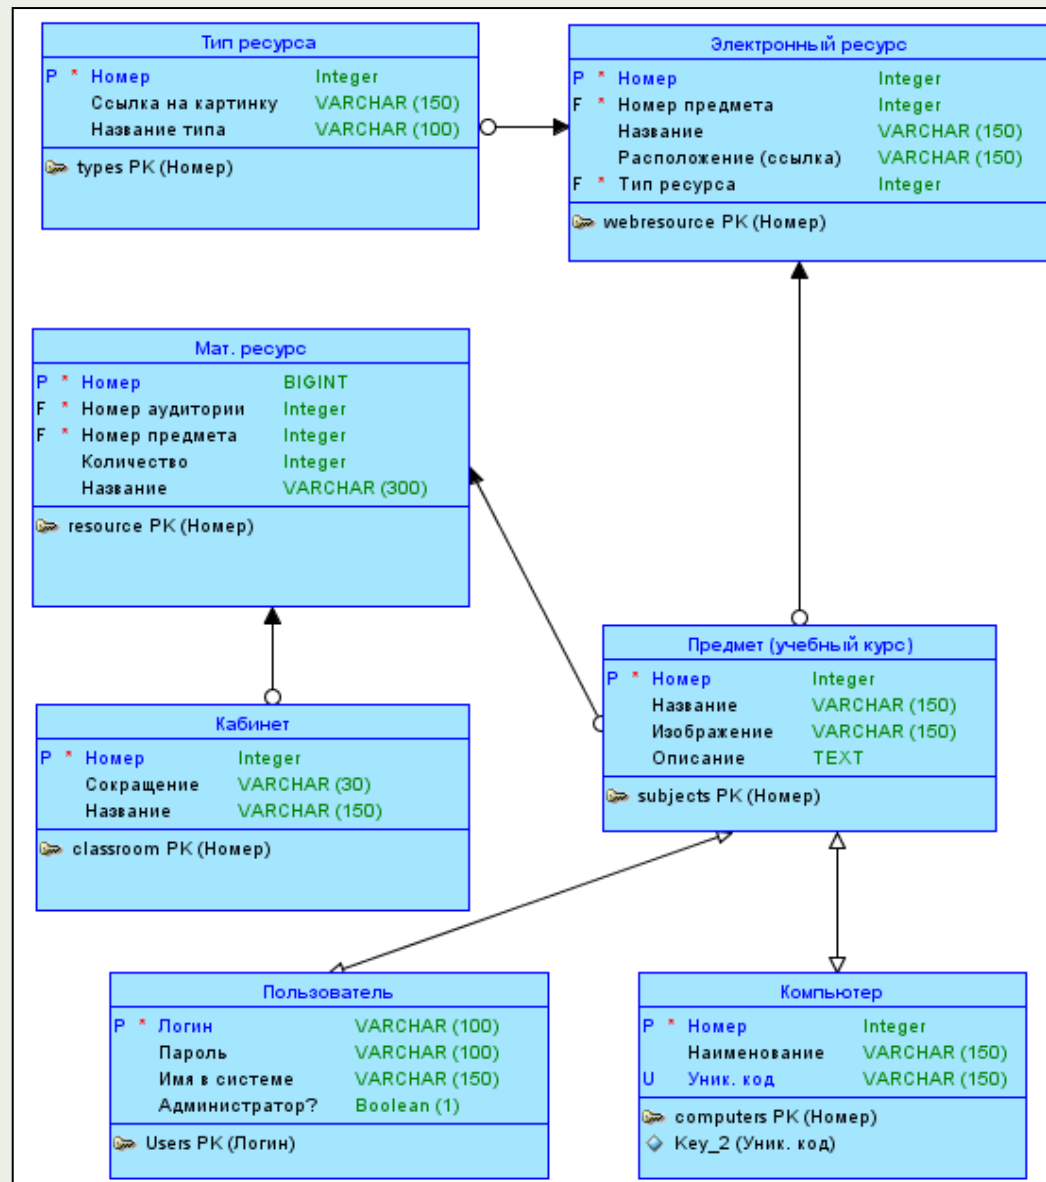 Тип ресурса
P * Номер Integer
Ссылка на картинку VARCHAR (150)
Название типа VARCHAR (100)
types PK (Номер)
Электронный ресурс
P * Номер Integer
F * Номер предмета Integer
Название VARCHAR (150)
Расположение (ссылка) VARCHAR (150)
F * Тип ресурса Integer
webresource PK (Номер)
Мат. ресурс
P * Номер BIGINT
F * Номер аудитории Integer
F * Номер предмета Integer
Количество Integer
Название VARCHAR (300)
resource PK (Номер)
Предмет (учебный курс)
P * Номер Integer
Название VARCHAR (150)
Изображение VARCHAR (150)
Описание TEXT
subjects PK (Номер)
Кабинет
P * Номер Integer
Сокращение VARCHAR (30)
Название VARCHAR (150)
classroom PK (Номер)
Пользователь
P * Логин VARCHAR (100)
Пароль VARCHAR (100)
Имя в системе VARCHAR (150)
Администратор? Boolean (1)
Users PK (Логин)
Компьютер
P * Номер Integer
Наименование VARCHAR (150)
U Уник. код VARCHAR (150)
computers PK (Номер)
Key_2 (Уник. код)